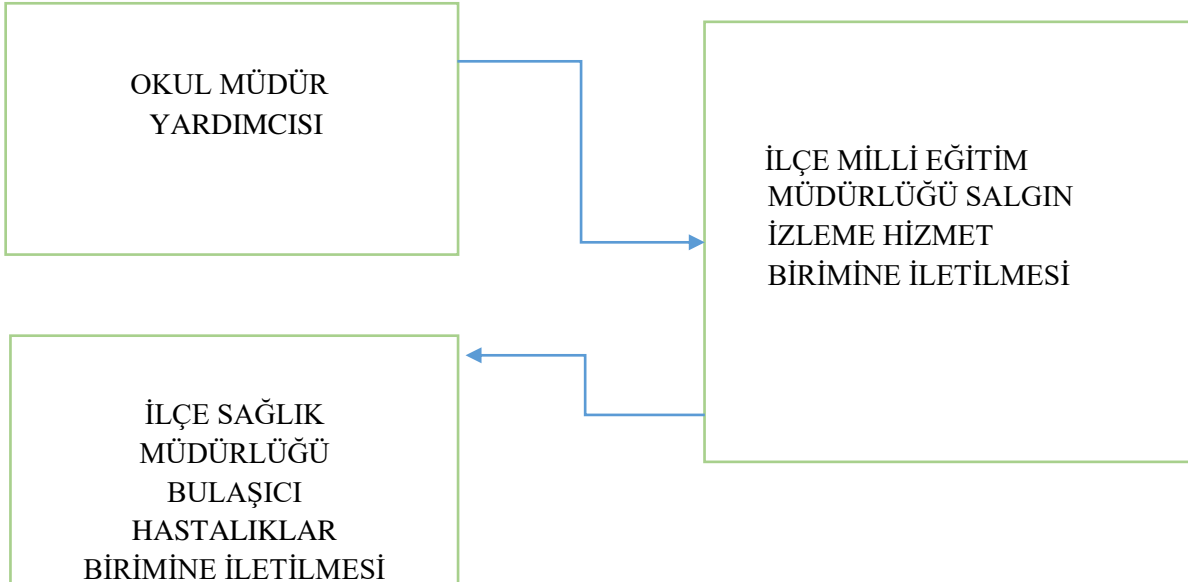 OKUL MÜDÜR
YARDIMCISI
İLÇE MİLLİ EĞİTİM
MÜDÜRLÜĞÜ SALGIN
İZLEME HİZMET
BİRİMİNE İLETİLMESİ
İLÇE SAĞLIK
MÜDÜRLÜĞÜ
BULAŞICI
HASTALIKLAR
BİRİMİNE İLETİLMESİ